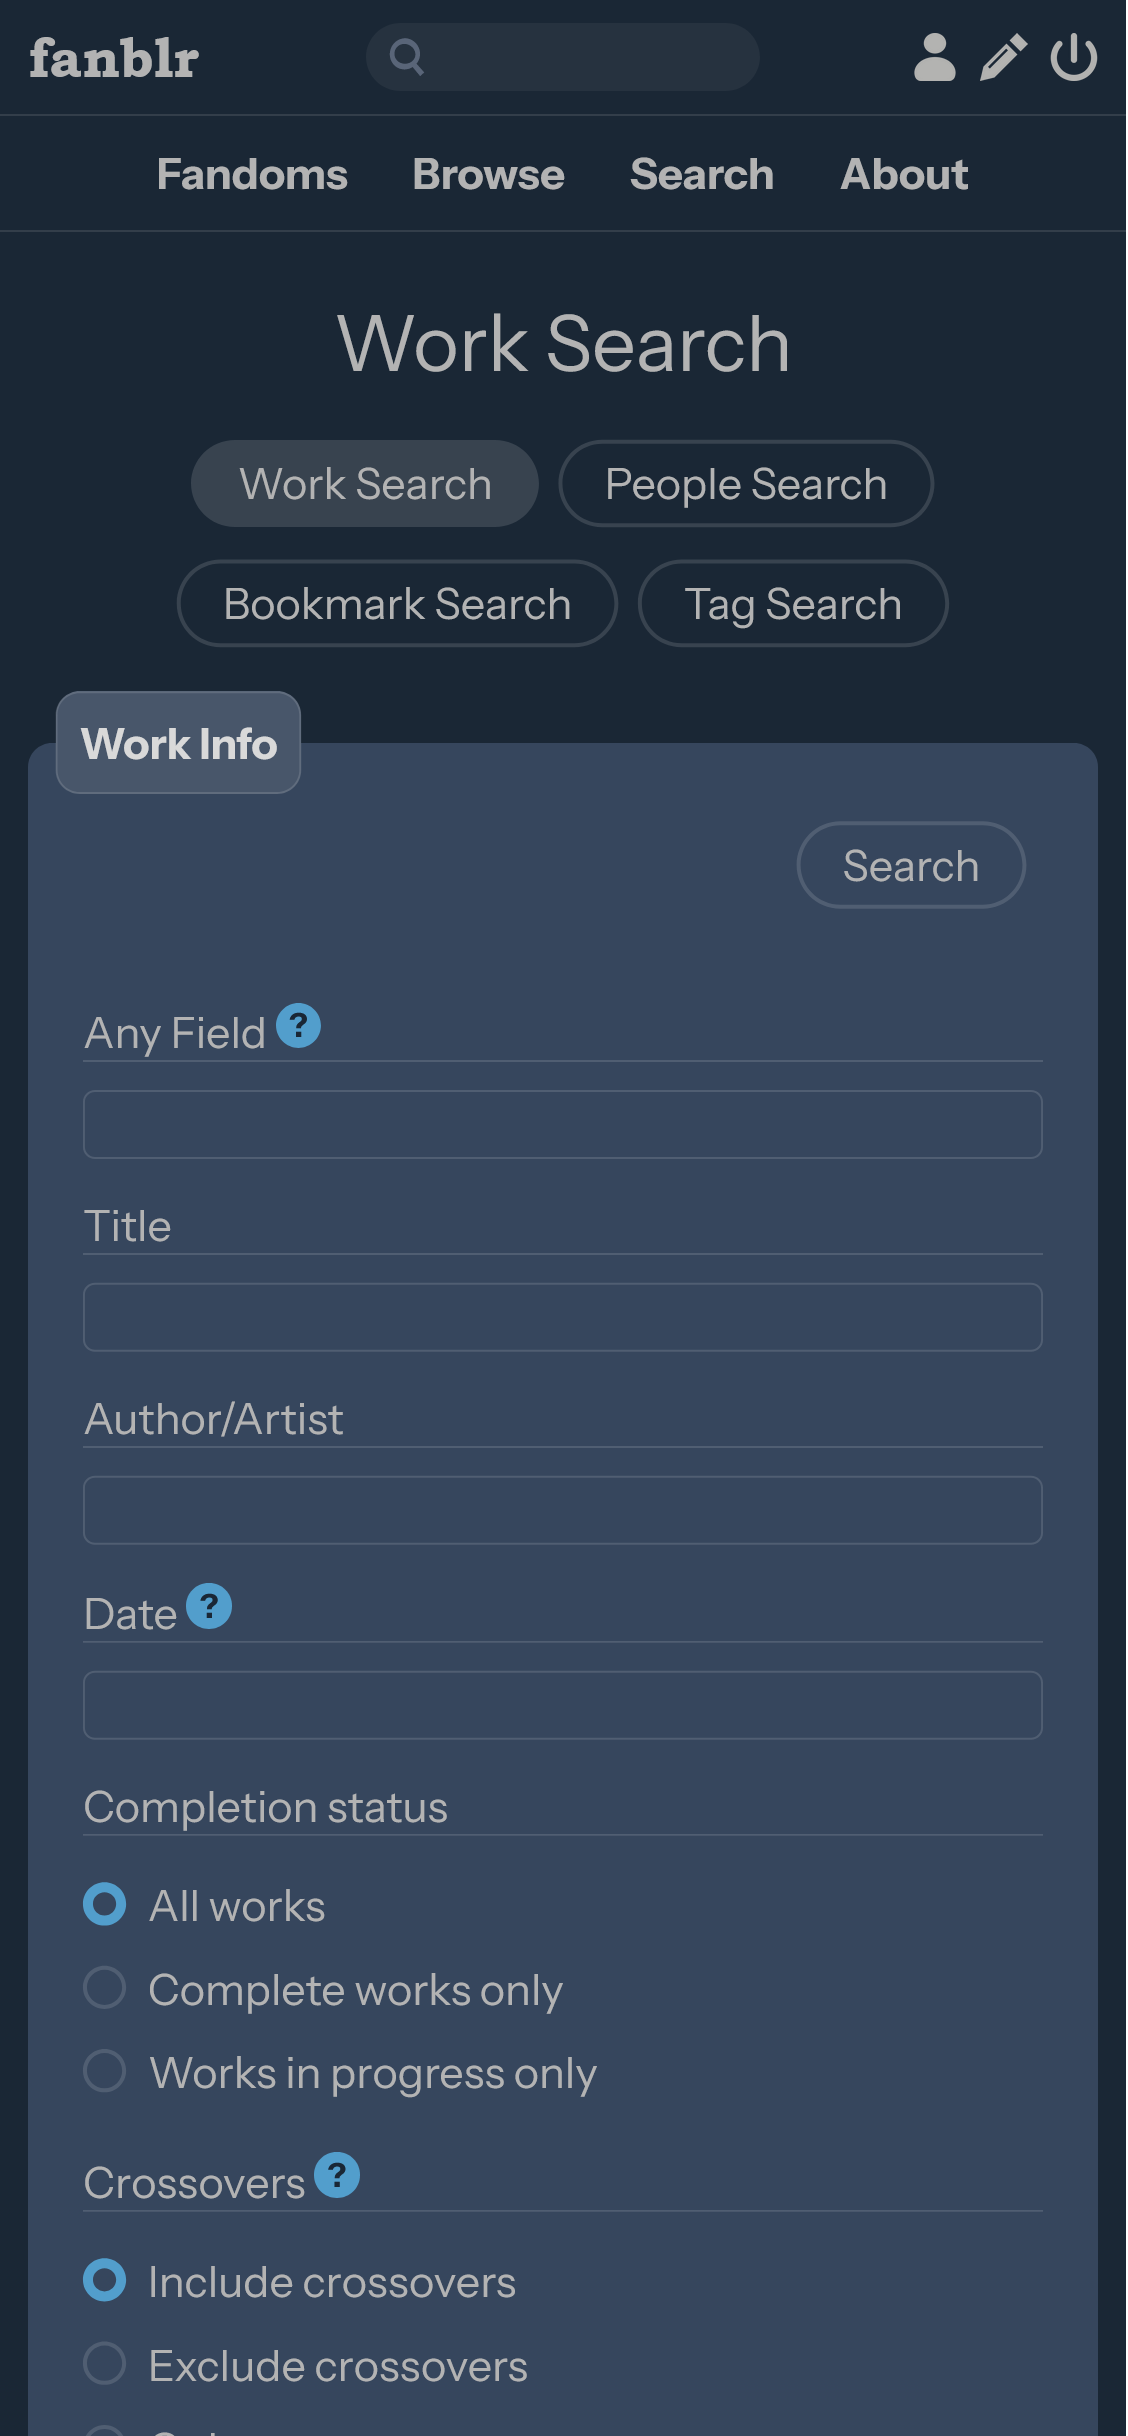 fanblr
Fandoms Browse Search About
Work Search
Work Search People Search
Bookmark Search Tag Search
Work Info
Search
Any Field ?
Title
Author/Artist
Date ?
Completion status
All works
Complete works only
Works in progress only
Crossovers ?
Include crossovers
Exclude crossovers